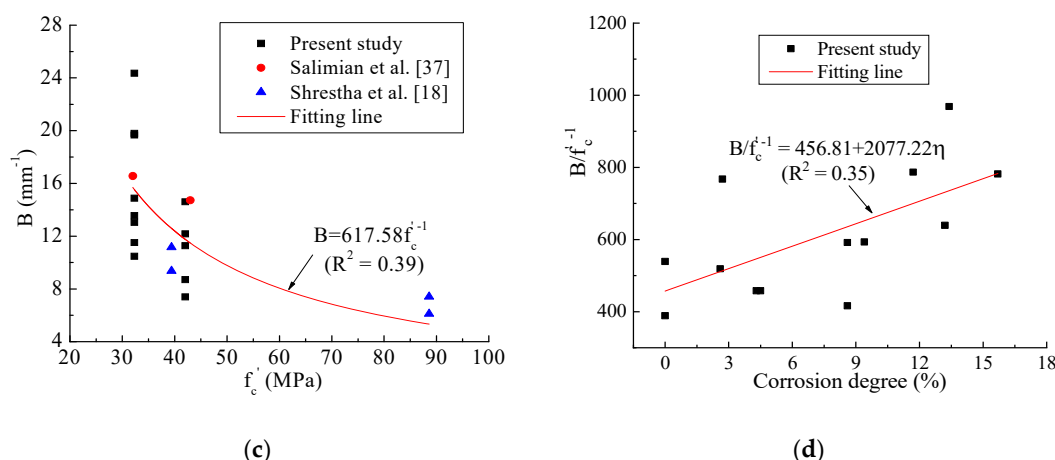 28
24
20
16
12
8
4
B (mm⁻¹)
Present study
Salimian et al. [37]
Shrestha et al. [18]
Fitting line
B=617.58f'c⁻¹
(R² = 0.39)
20 30 40 50 60 70 80 90 100
f'c (MPa)
(c)
1200
1000
800
600
400
B/f'c⁻¹
Present study
Fitting line
B/f'c⁻¹ = 456.81+2077.22η
(R² = 0.35)
0 3 6 9 12 15 18
Corrosion degree (%)
(d)